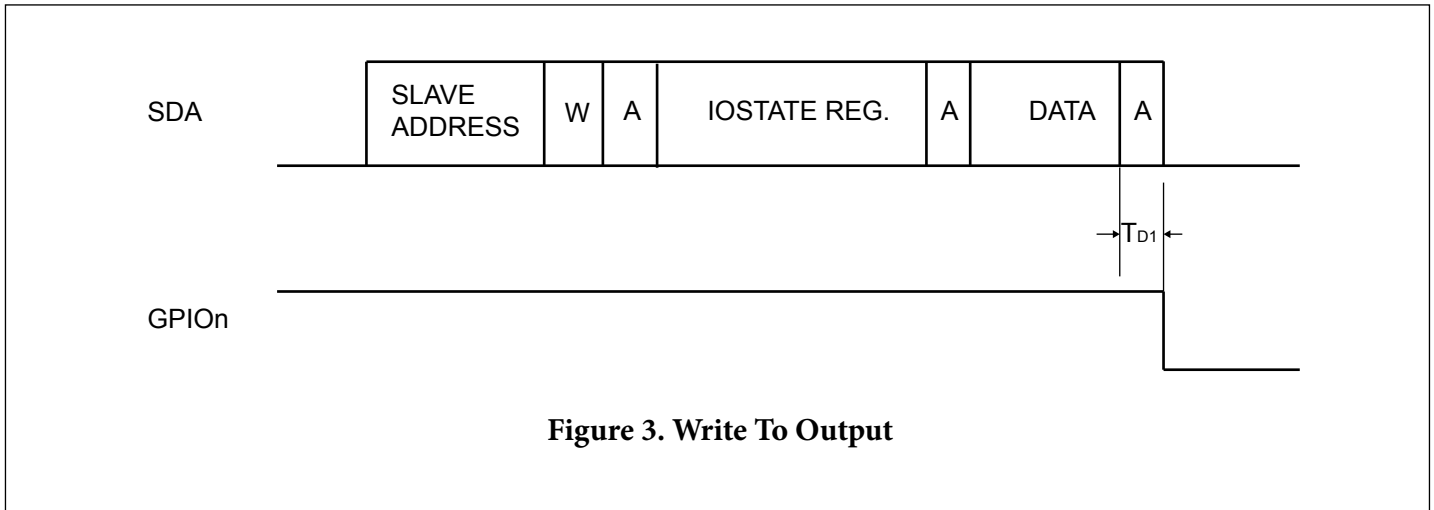 SDA
SLAVE
ADDRESS
W
A
IOSTATE REG.
A
DATA
A
TD1
GPIOn
Figure 3. Write To Output